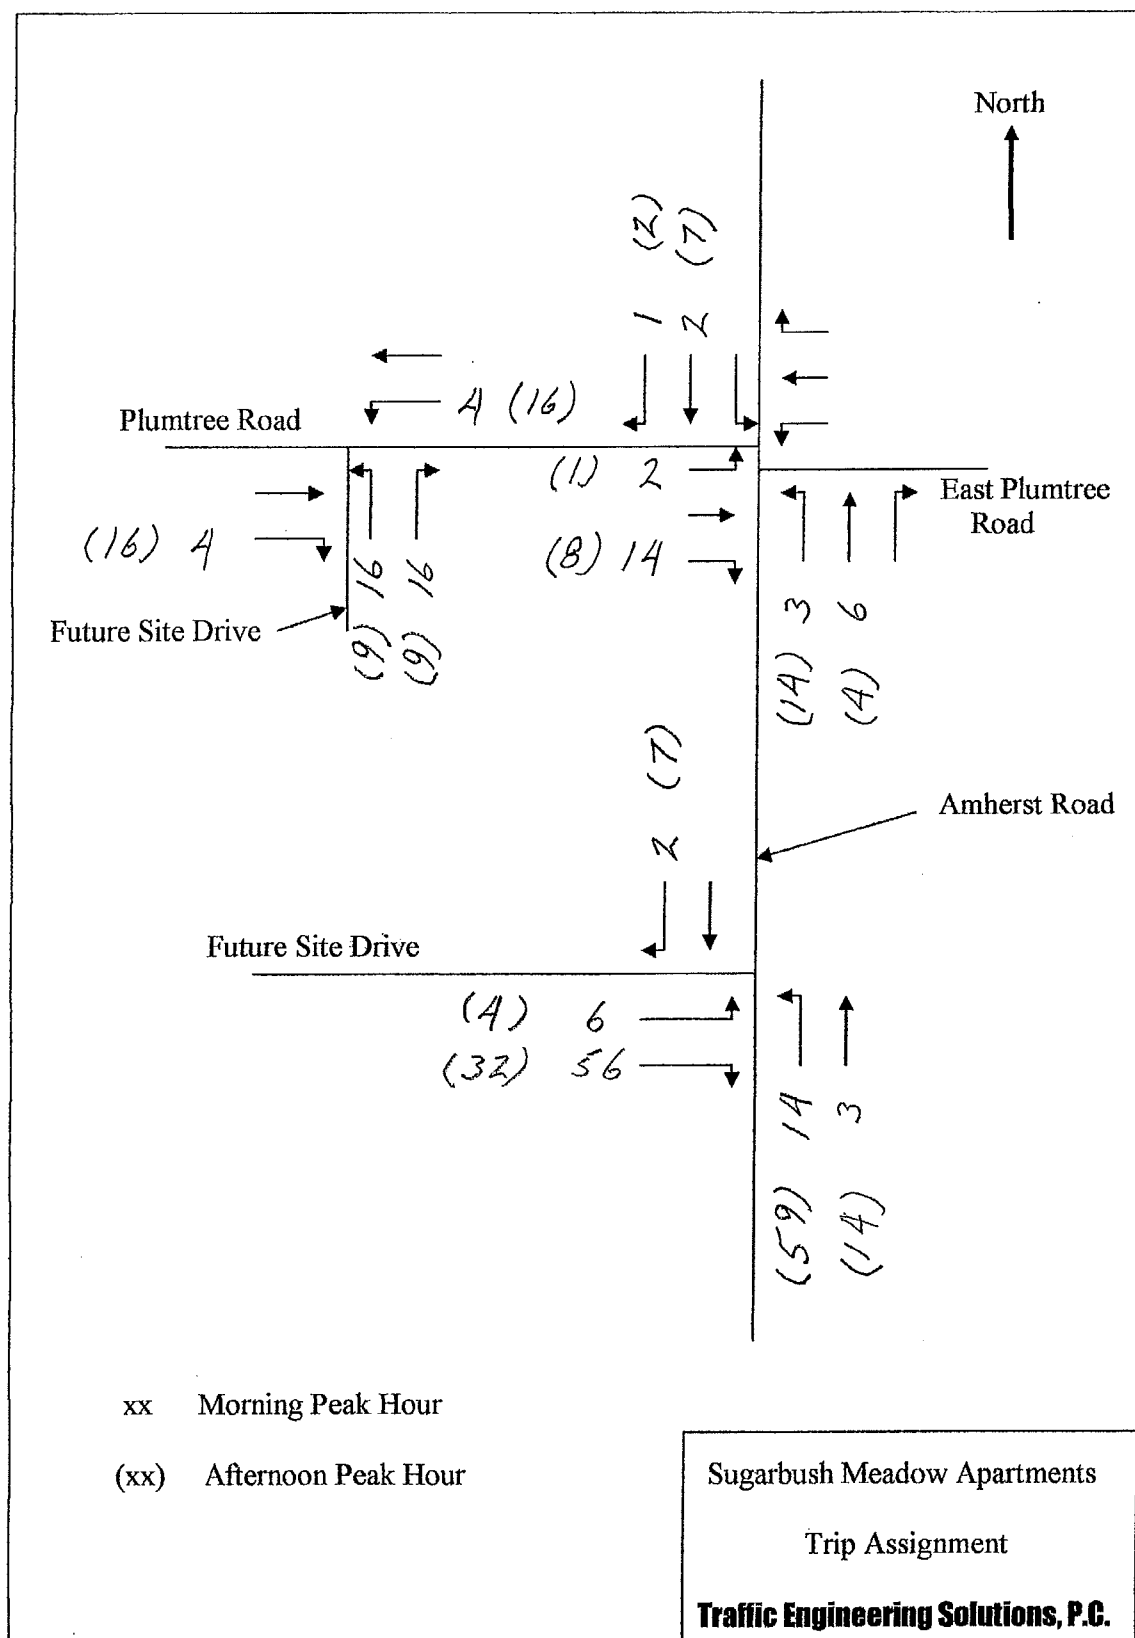 North
1 (2)
2 (7)
4 (16)
Plumtree Road
(1) 2
East Plumtree
Road
(16) 4
(8) 14
(9) 16
(9) 16
Future Site Drive
(14) 3
(4) 6
2 (7)
Amherst Road
Future Site Drive
(4) 6
(32) 56
(59) 14
(14) 3
xx Morning Peak Hour
(xx) Afternoon Peak Hour
Sugarbush Meadow Apartments
Trip Assignment
Traffic Engineering Solutions, P.C.